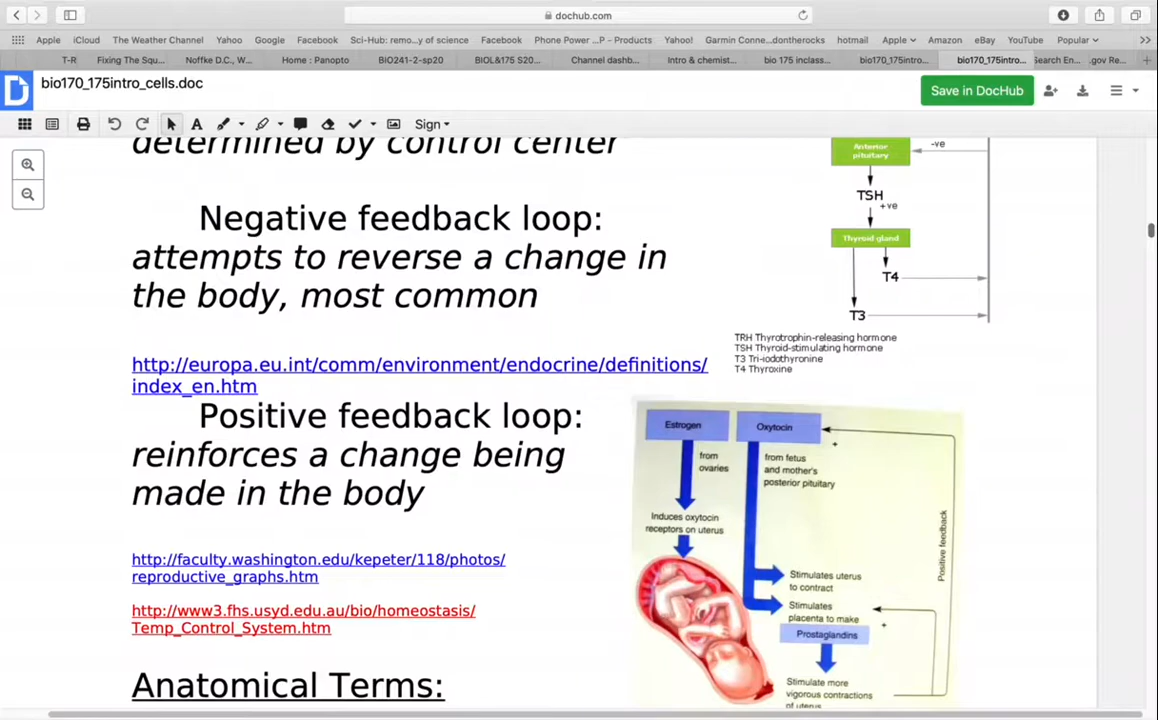 dochub.com
Apple
iCloud
The Weather Channel
Yahoo
Google
Facebook
Sci-Hub: remo...y of science
Facebook
Phone Power ...P - Products
Yahoo!
Garmin Conne...dontherocks
hotmail
Apple
Amazon
eBay
YouTube
Popular
T-R
Fixing The Squ...
Noffke D.C., W...
Home : Panopto
BIO241-2-sp20
BIOL&175 S20...
Channel dashb...
Intro & chemist...
bio 175 inclass...
bio170_175intro...
bio170_175intro...
Search En...
.gov Re...
bio170_175intro_cells.doc
Save in DocHub
Sign
determined by control center
Negative feedback loop:
attempts to reverse a change in
the body, most common
http://europa.eu.int/comm/environment/endocrine/definitions/
index_en.htm
Positive feedback loop:
reinforces a change being
made in the body
http://faculty.washington.edu/kepeter/118/photos/
reproductive_graphs.htm
http://www3.fhs.usyd.edu.au/bio/homeostasis/
Temp_Control_System.htm
Anatomical Terms:
Anterior
pituitary
-ve
TSH
+ve
Thyroid gland
T4
T3
TRH Thyrotrophin-releasing hormone
TSH Thyroid-stimulating hormone
T3 Tri-iodothyronine
T4 Thyroxine
Estrogen
Oxytocin
+
from
ovaries
from fetus
and mother's
posterior pituitary
Induces oxytocin
receptors on uterus
Positive feedback
Stimulates uterus
to contract
Stimulates
placenta to make
+
Prostaglandins
Stimulate more
vigorous contractions
of uterus